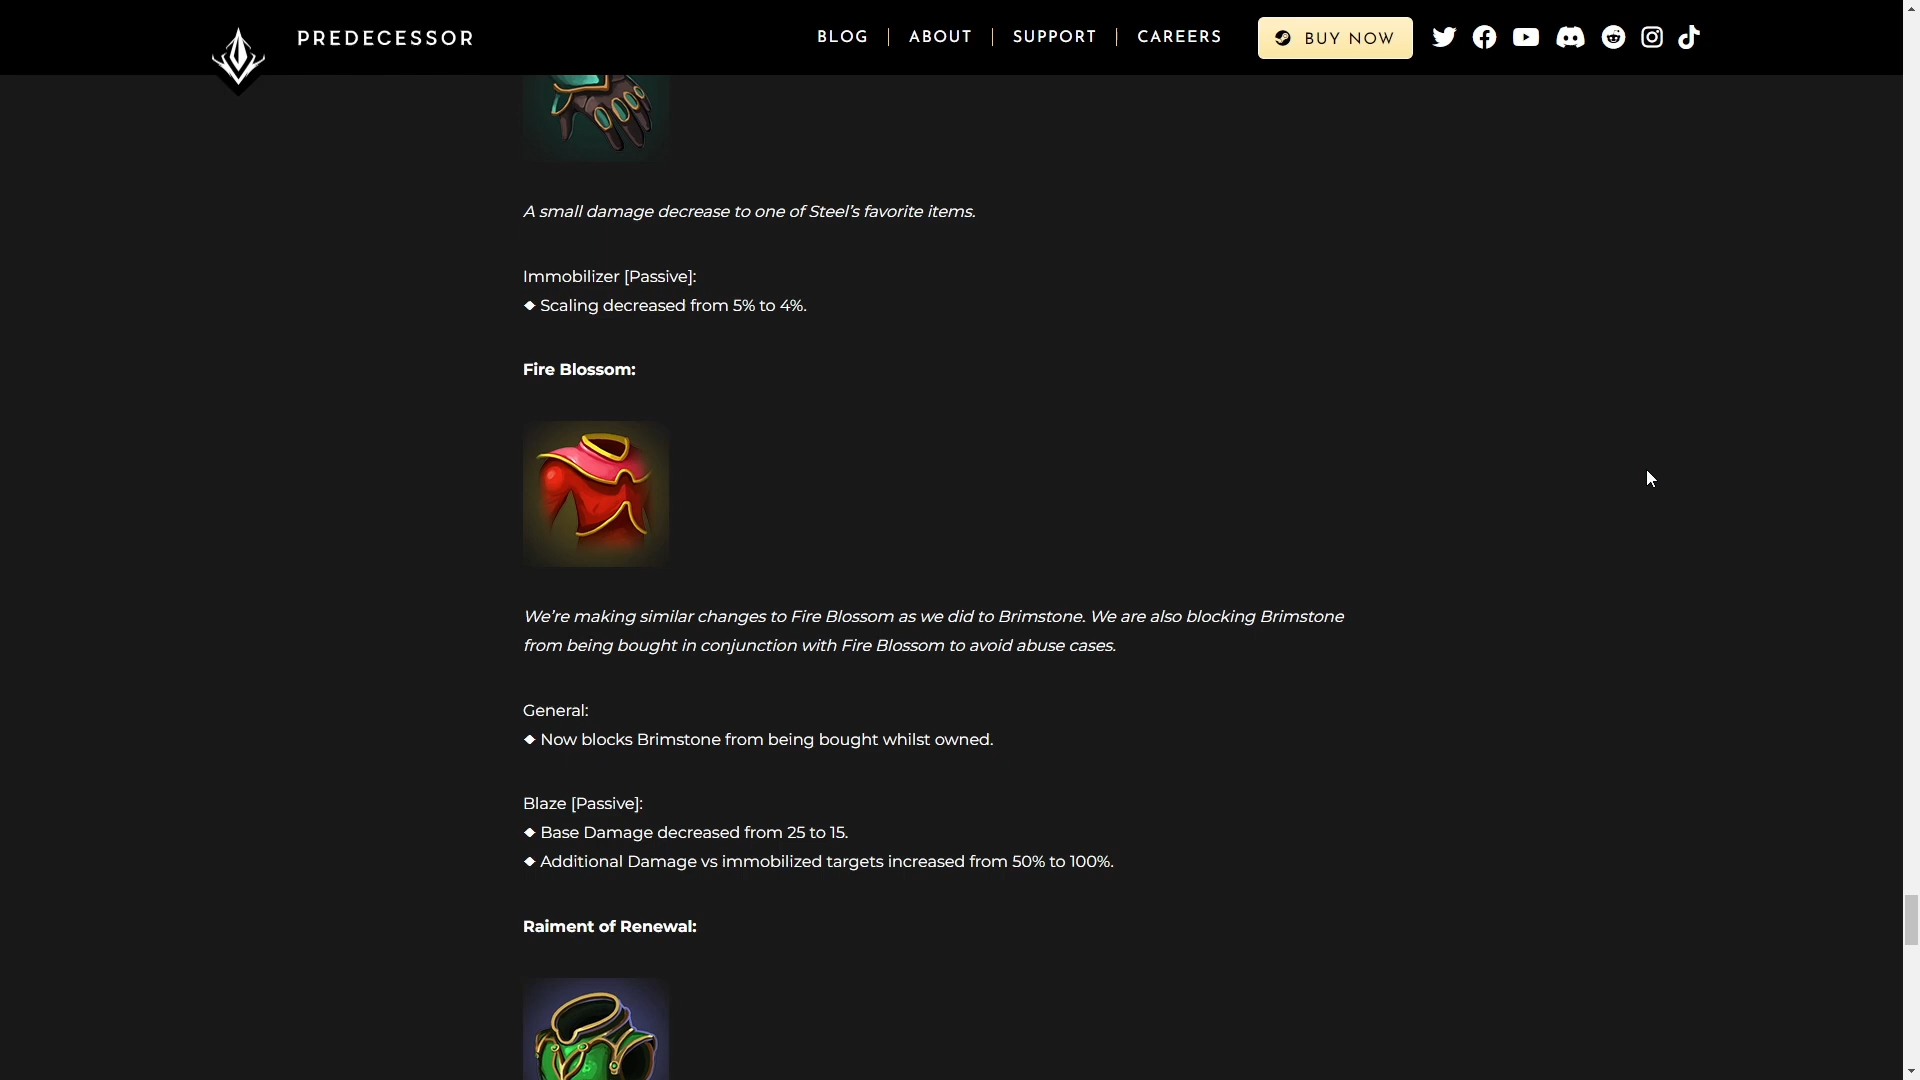 PREDECESSOR
BLOG
ABOUT
SUPPORT
CAREERS
BUY NOW
A small damage decrease to one of Steel’s favorite items.
Immobilizer [Passive]:
◆ Scaling decreased from 5% to 4%.
Fire Blossom:
We’re making similar changes to Fire Blossom as we did to Brimstone. We are also blocking Brimstone
from being bought in conjunction with Fire Blossom to avoid abuse cases.
General:
◆ Now blocks Brimstone from being bought whilst owned.
Blaze [Passive]:
◆ Base Damage decreased from 25 to 15.
◆ Additional Damage vs immobilized targets increased from 50% to 100%.
Raiment of Renewal: